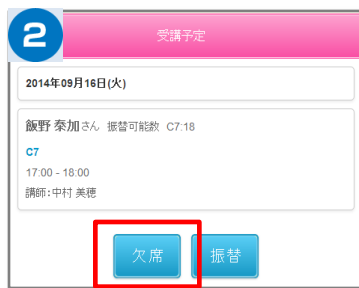 2
受講予定
2014年09月16日(火)
飯野 泰加さん 振替可能数 C7:18
C7
17:00 - 18:00
講師:中村 美穂
欠席 振替